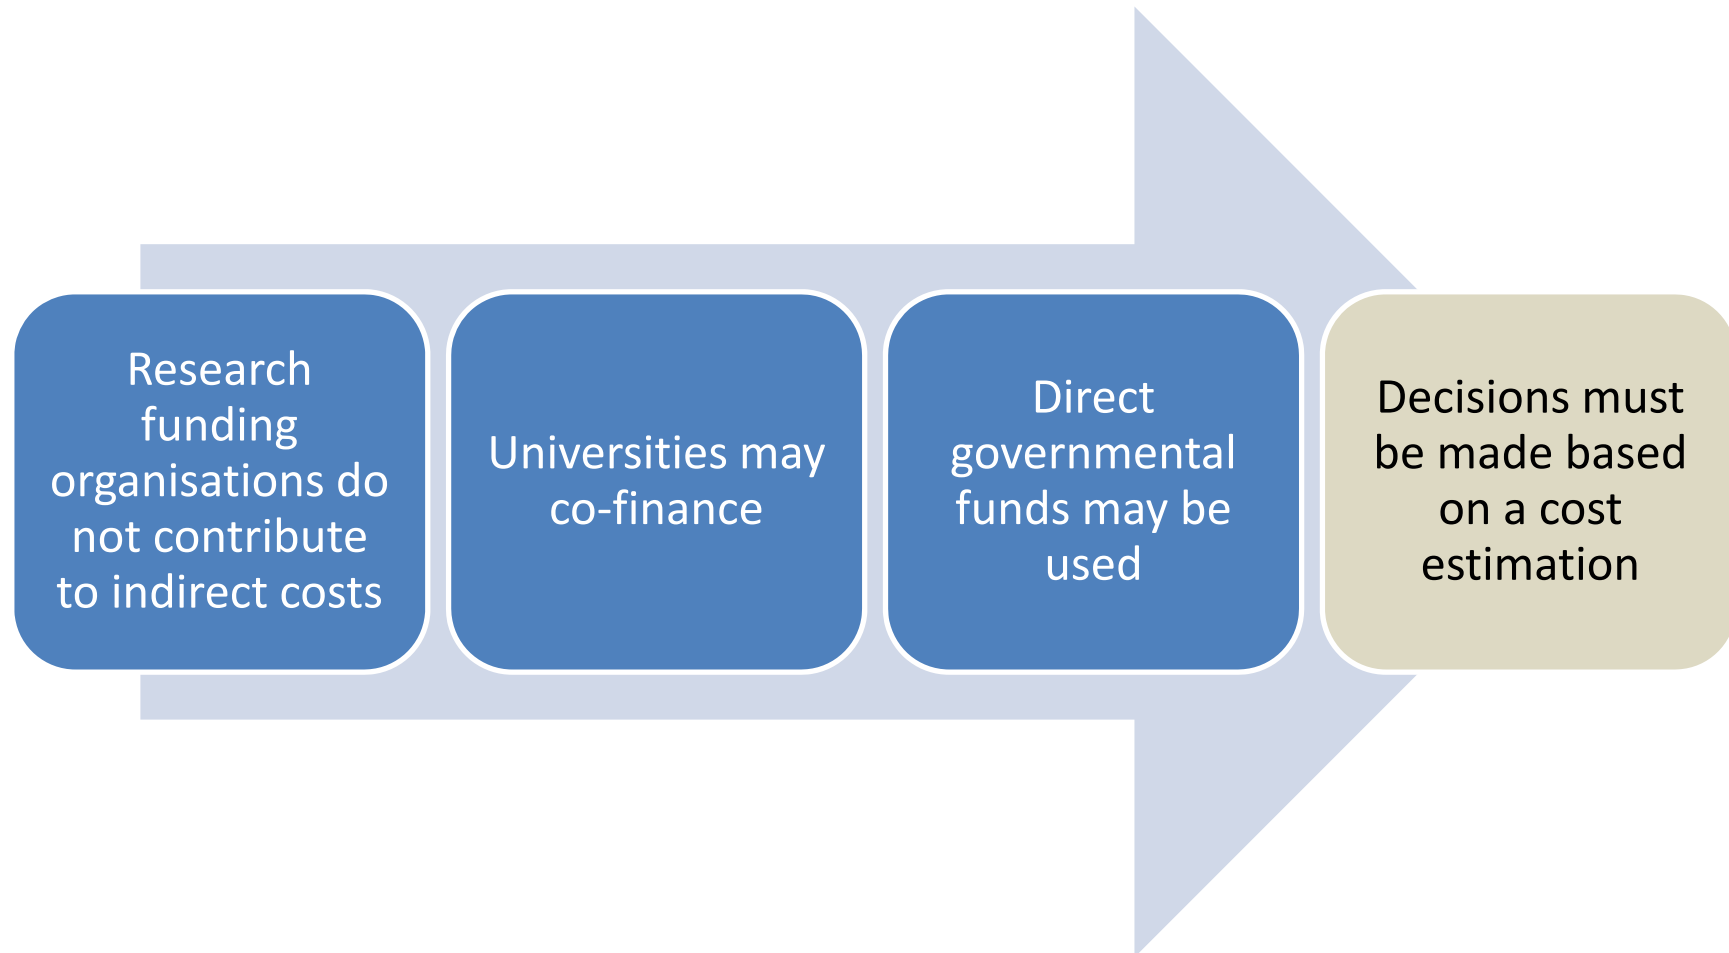 Research
funding
organisations do
not contribute
to indirect costs
Universities may
co-finance
Direct
governmental
funds may be
used
Decisions must
be made based
on a cost
estimation